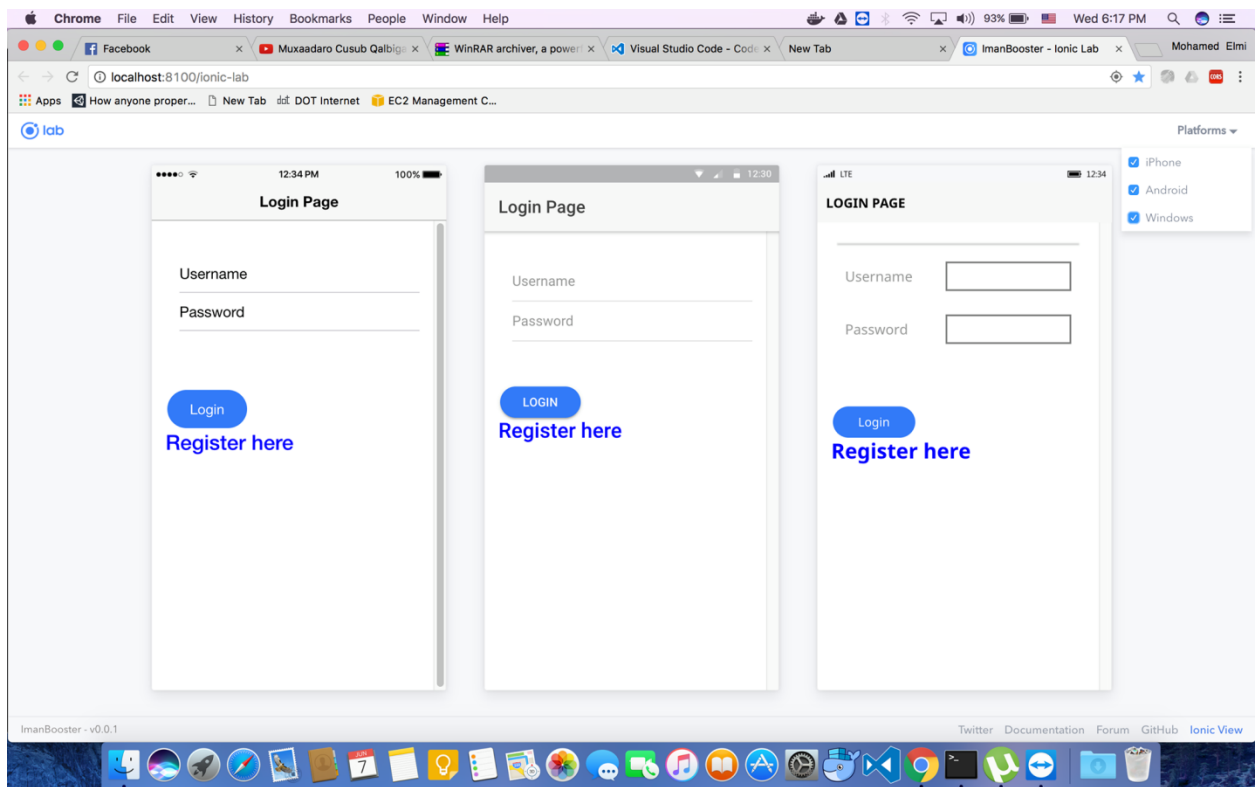 Chrome File Edit View History Bookmarks People Window Help 93% Wed 6:17 PM
Facebook Muxaadaro Cusub Qalbiga WinRAR archiver, a powerf Visual Studio Code - Code New Tab ImanBooster - Ionic Lab Mohamed Elmi
localhost:8100/ionic-lab CORS
Apps How anyone proper... New Tab dot DOT Internet EC2 Management C...
lab Platforms
iPhone
Android
Windows
12:34 PM 100%
Login Page
Username
Password
Login
Register here
12:30
Login Page
Username
Password
LOGIN
Register here
LTE 12:34
LOGIN PAGE
Username
Password
Login
Register here
ImanBooster - v0.0.1 Twitter Documentation Forum GitHub Ionic View
JUN
7